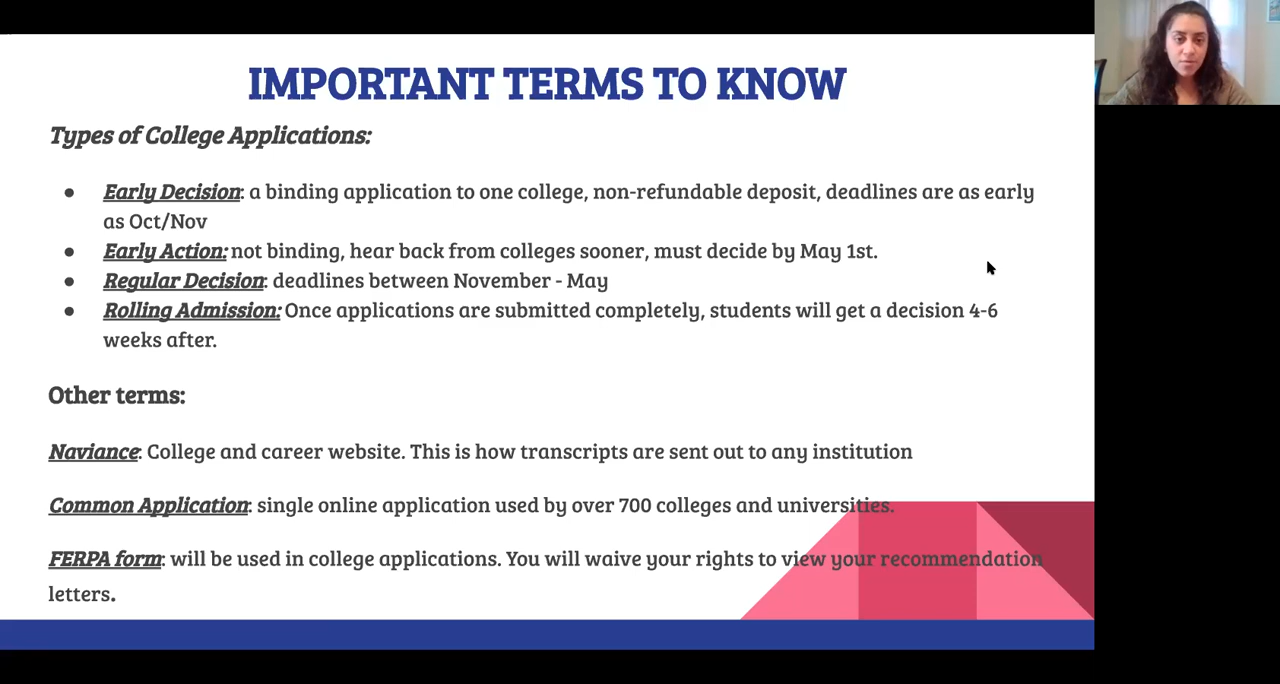 IMPORTANT TERMS TO KNOW
Types of College Applications:
● Early Decision: a binding application to one college, non-refundable deposit, deadlines are as early
as Oct/Nov
● Early Action: not binding, hear back from colleges sooner, must decide by May 1st.
● Regular Decision: deadlines between November - May
● Rolling Admission: Once applications are submitted completely, students will get a decision 4-6
weeks after.
Other terms:
Naviance: College and career website. This is how transcripts are sent out to any institution
Common Application: single online application used by over 700 colleges and universities.
FERPA form: will be used in college applications. You will waive your rights to view your recommendation
letters.